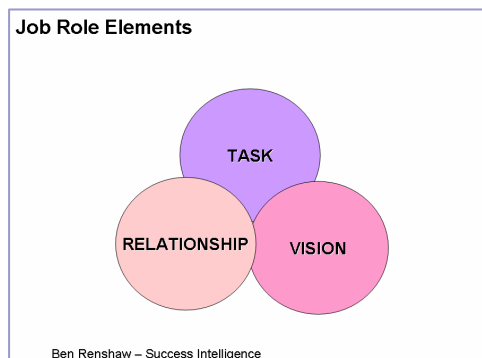 Job Role Elements
TASK
RELATIONSHIP
VISION
Ben Renshaw – Success Intelligence